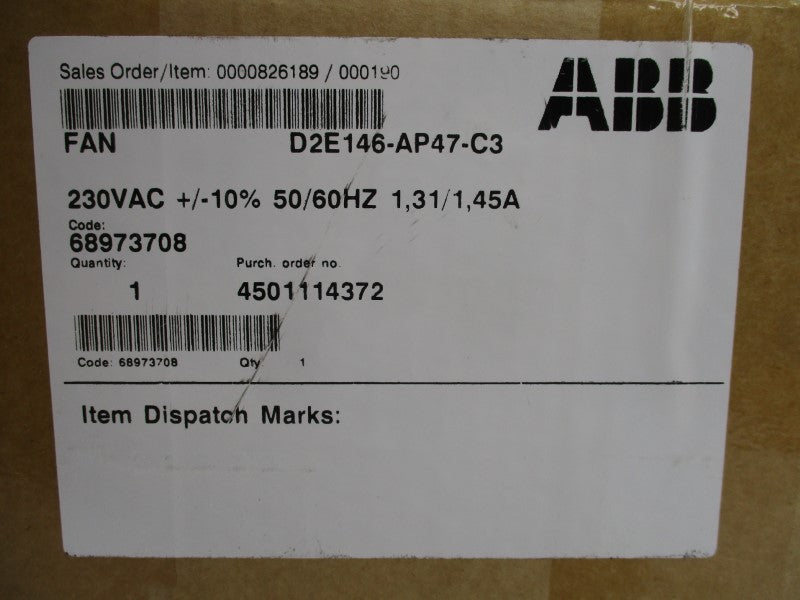 Sales Order/Item: 0000826189 / 000190
ABB
FAN D2E146-AP47-C3
230VAC +/-10% 50/60HZ 1,31/1,45A
Code:
68973708
Quantity: Purch. order no.
1 4501114372
Code: 68973708 Qty 1
Item Dispatch Marks: